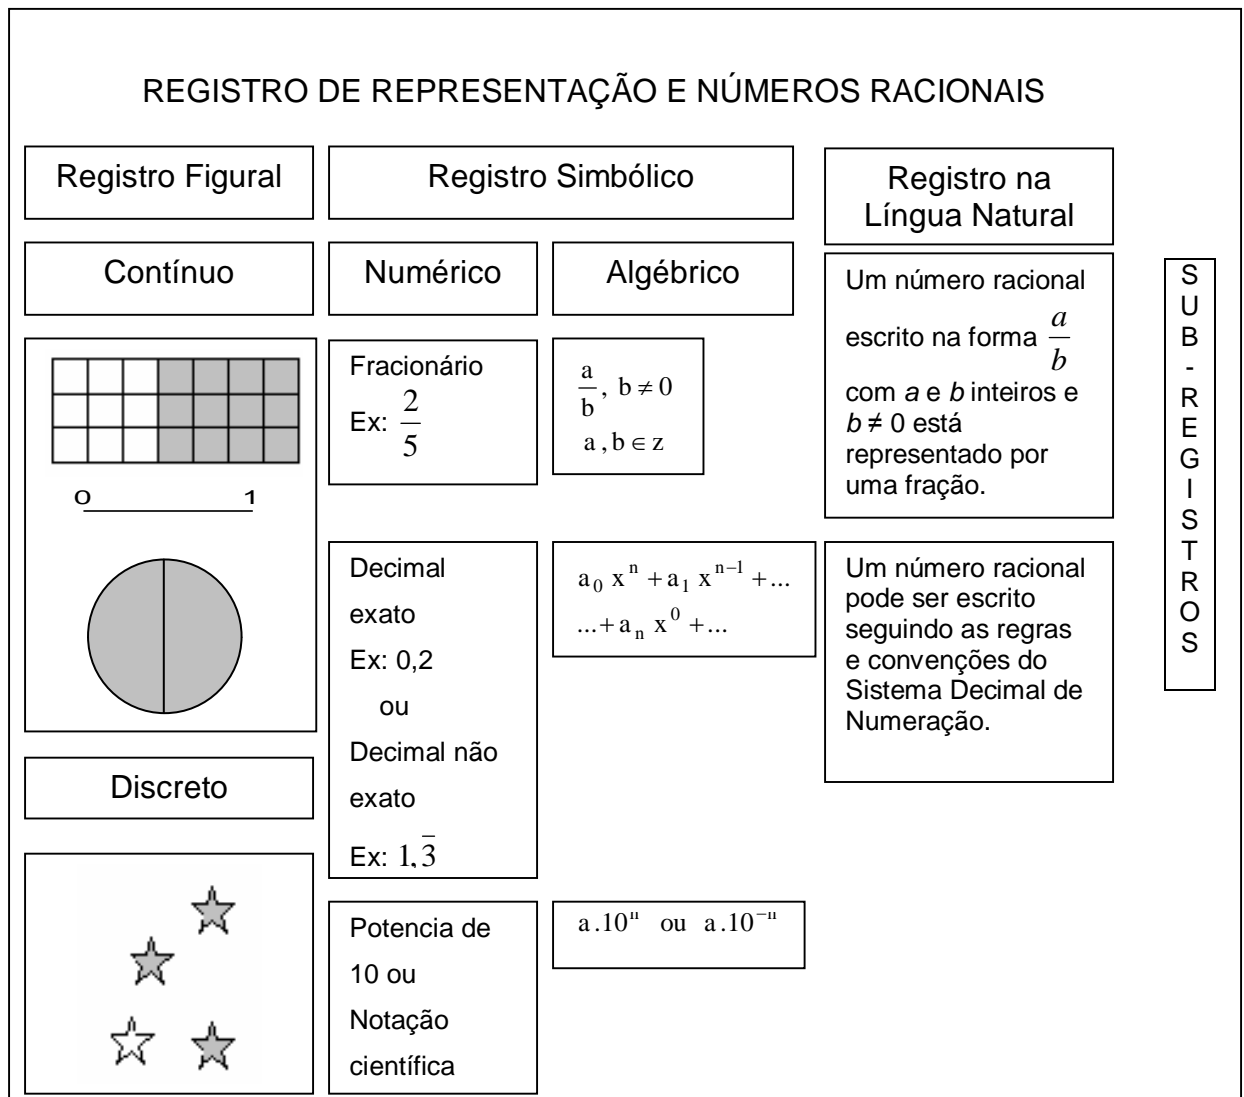 REGISTRO DE REPRESENTAÇÃO E NÚMEROS RACIONAIS
Registro Figural
Registro Simbólico
Registro na
Língua Natural
Contínuo
Numérico
Algébrico
0 1
Discreto
Fracionário
Ex: 2/5
a/b, b ≠ 0
a , b ∈ z
Um número racional
escrito na forma a/b
com a e b inteiros e
b ≠ 0 está
representado por
uma fração.
Decimal
exato
Ex: 0,2
ou
Decimal não
exato
Ex: 1,3̅
a₀ xⁿ + a₁ xⁿ⁻¹ + ...
... + aₙ x⁰ + ...
Um número racional
pode ser escrito
seguindo as regras
e convenções do
Sistema Decimal de
Numeração.
Potencia de
10 ou
Notação
científica
a .10ⁿ ou a .10⁻ⁿ
SUB-REGISTROS